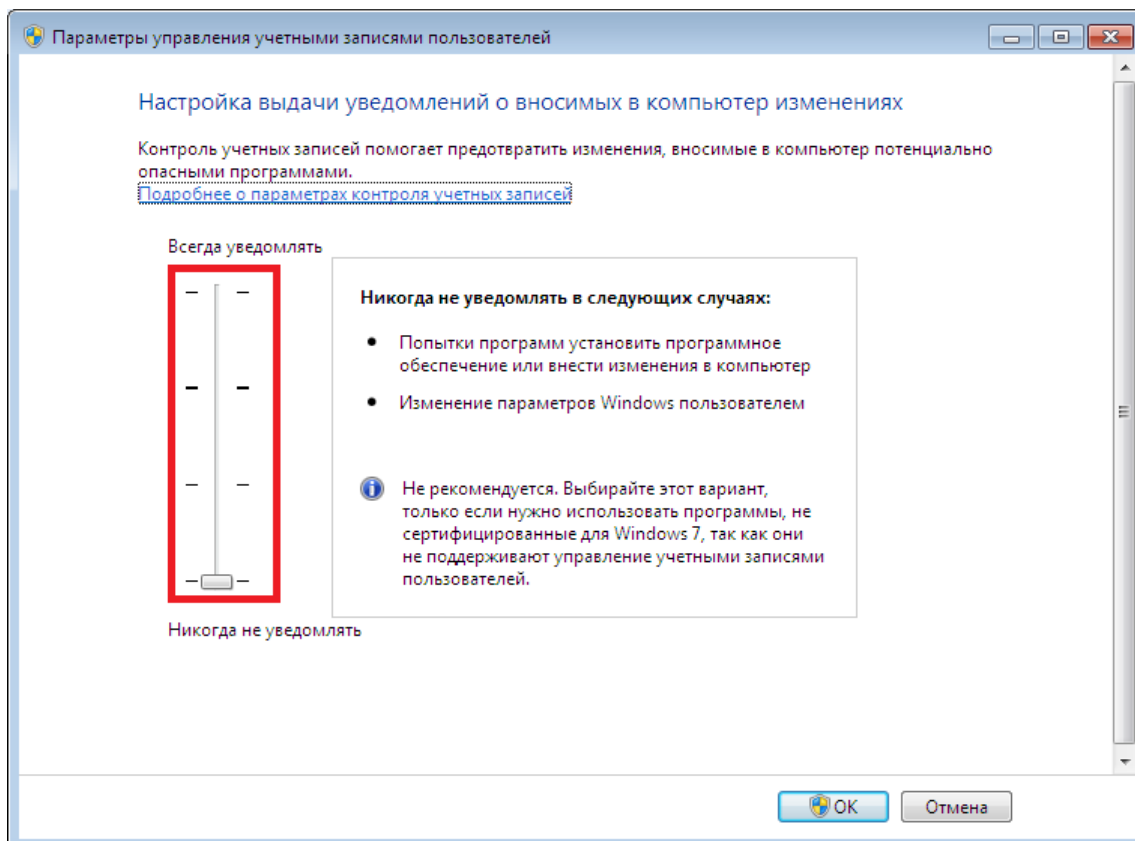 Параметры управления учетными записями пользователей
Настройка выдачи уведомлений о вносимых в компьютер изменениях
Контроль учетных записей помогает предотвратить изменения, вносимые в компьютер потенциально
опасными программами.
Подробнее о параметрах контроля учетных записей
Всегда уведомлять
Никогда не уведомлять в следующих случаях:
• Попытки программ установить программное
обеспечение или внести изменения в компьютер
• Изменение параметров Windows пользователем
Не рекомендуется. Выбирайте этот вариант,
только если нужно использовать программы, не
сертифицированные для Windows 7, так как они
не поддерживают управление учетными записями
пользователей.
Никогда не уведомлять
OK
Отмена